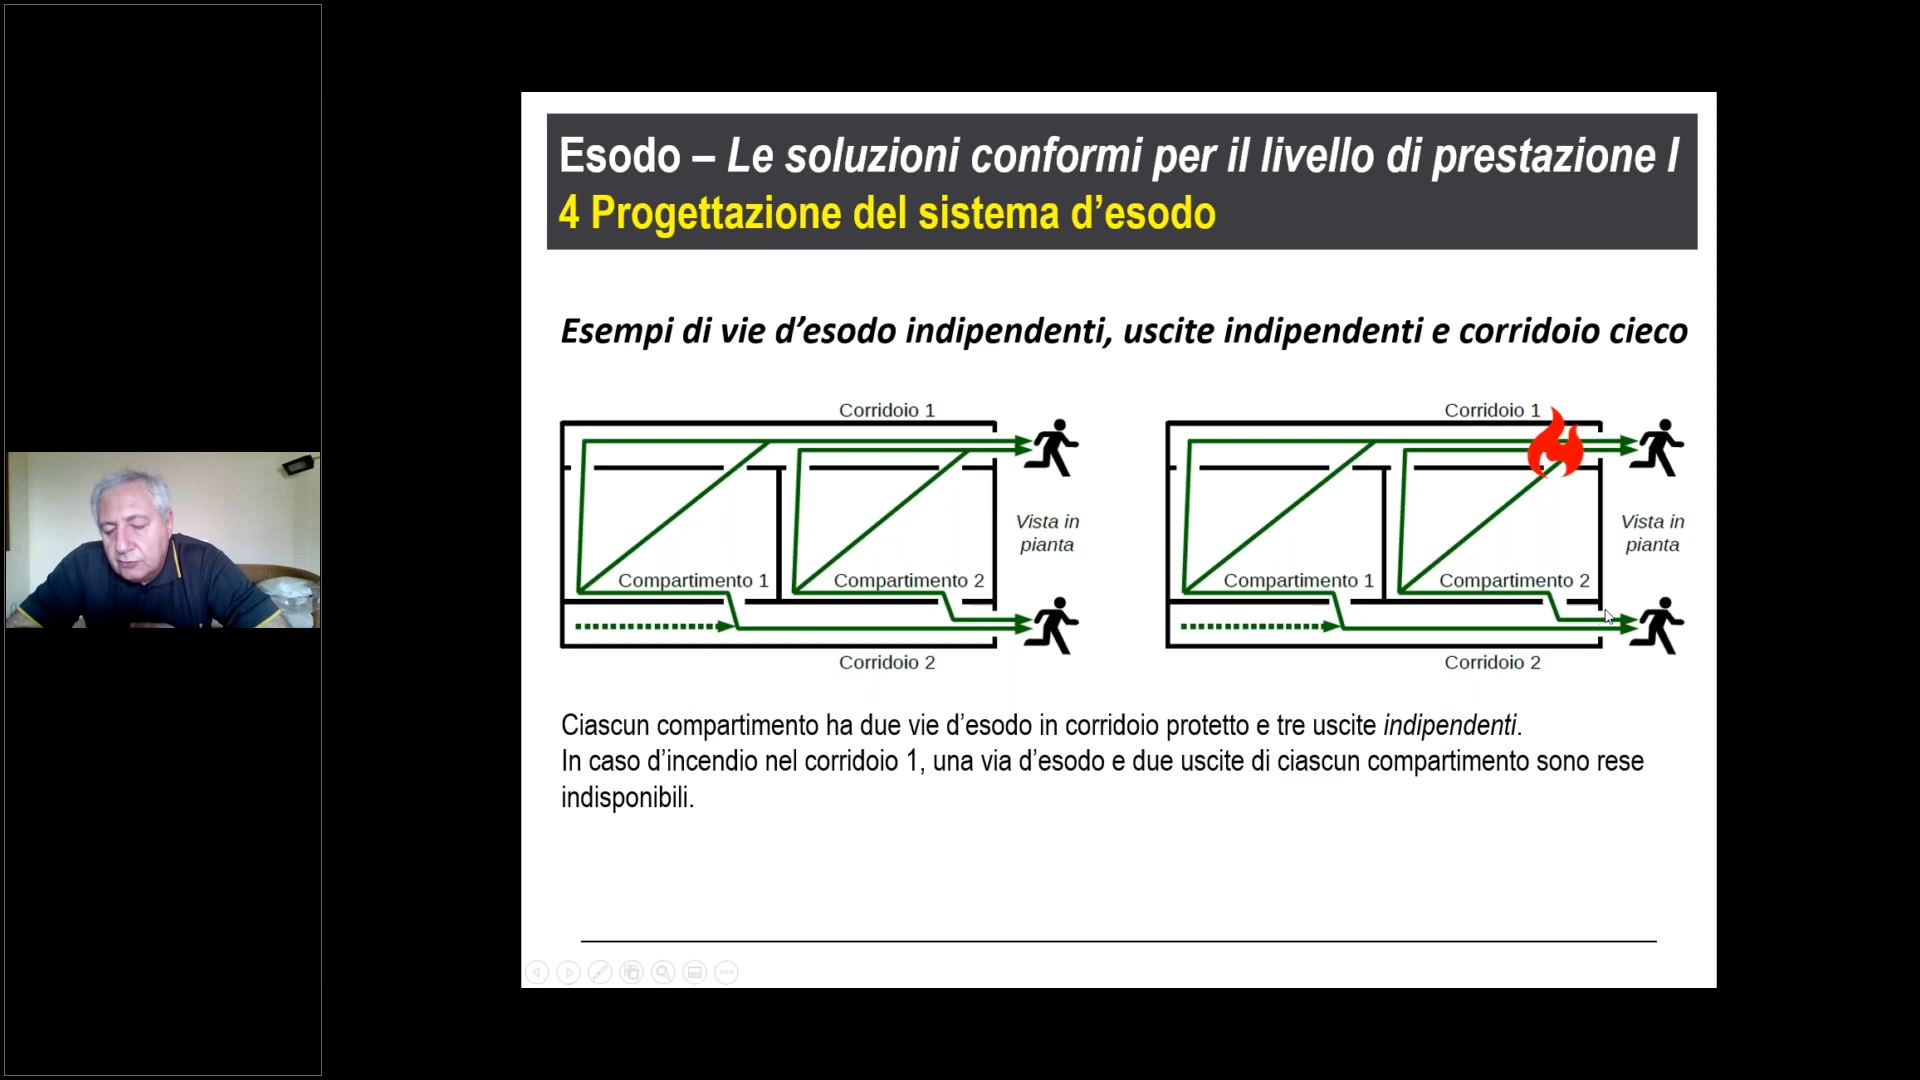 Esodo – Le soluzioni conformi per il livello di prestazione I
4 Progettazione del sistema d’esodo
Esempi di vie d’esodo indipendenti, uscite indipendenti e corridoio cieco
Corridoio 1
Vista in
pianta
Compartimento 1
Compartimento 2
Corridoio 2
Corridoio 1
Vista in
pianta
Compartimento 1
Compartimento 2
Corridoio 2
Ciascun compartimento ha due vie d’esodo in corridoio protetto e tre uscite indipendenti.
In caso d’incendio nel corridoio 1, una via d’esodo e due uscite di ciascun compartimento sono rese
indisponibili.